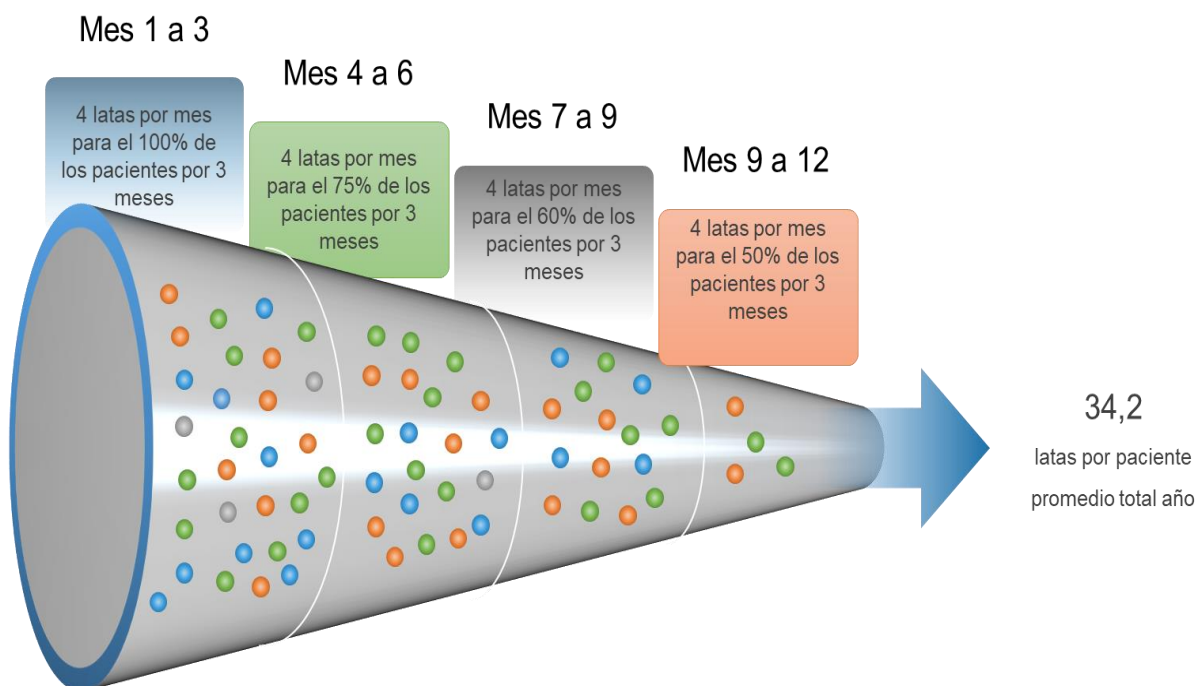 Mes 1 a 3
4 latas por mes
para el 100% de
los pacientes por 3
meses
Mes 4 a 6
4 latas por mes
para el 75% de los
pacientes por 3
meses
Mes 7 a 9
4 latas por mes
para el 60% de los
pacientes por 3
meses
Mes 9 a 12
4 latas por mes
para el 50% de los
pacientes por 3
meses
34,2
latas por paciente
promedio total año